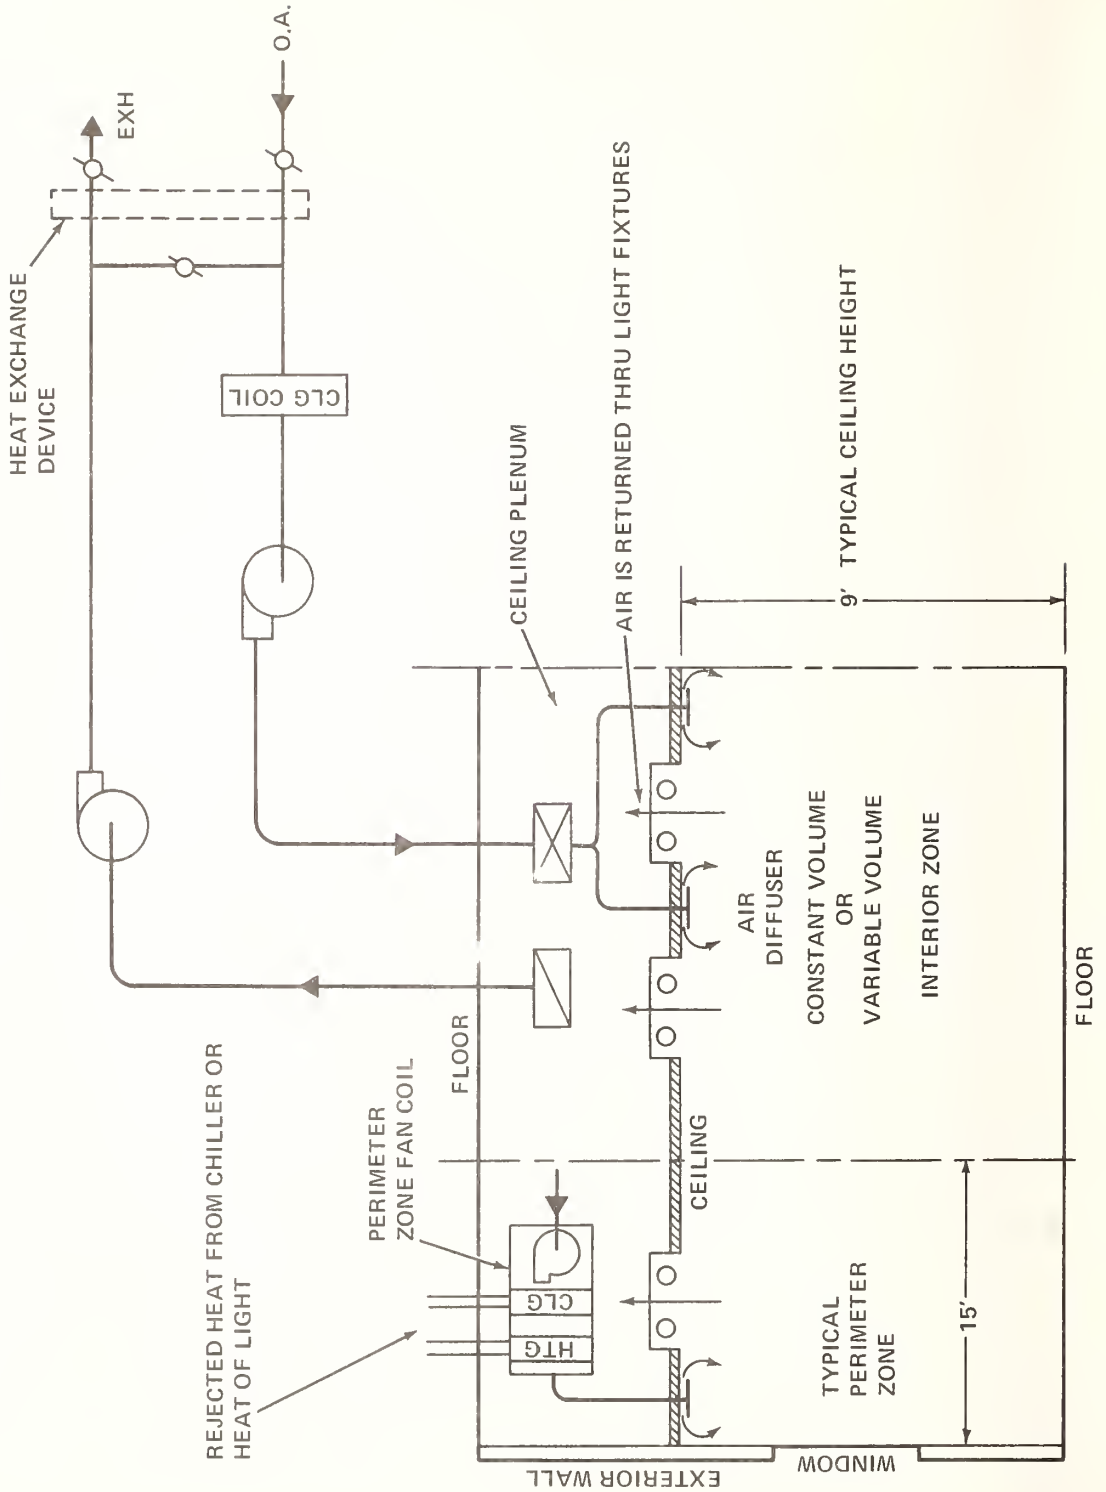 HEAT EXCHANGE
DEVICE
EXH
O.A.
CLG COIL
REJECTED HEAT FROM CHILLER OR
HEAT OF LIGHT
PERIMETER
ZONE FAN COIL
FLOOR
CEILING PLENUM
AIR IS RETURNED THRU LIGHT FIXTURES
HTG
CLG
CEILING
9' TYPICAL CEILING HEIGHT
EXTERIOR WALL
WINDOW
TYPICAL
PERIMETER
ZONE
15'
AIR
DIFFUSER
CONSTANT VOLUME
OR
VARIABLE VOLUME
INTERIOR ZONE
FLOOR